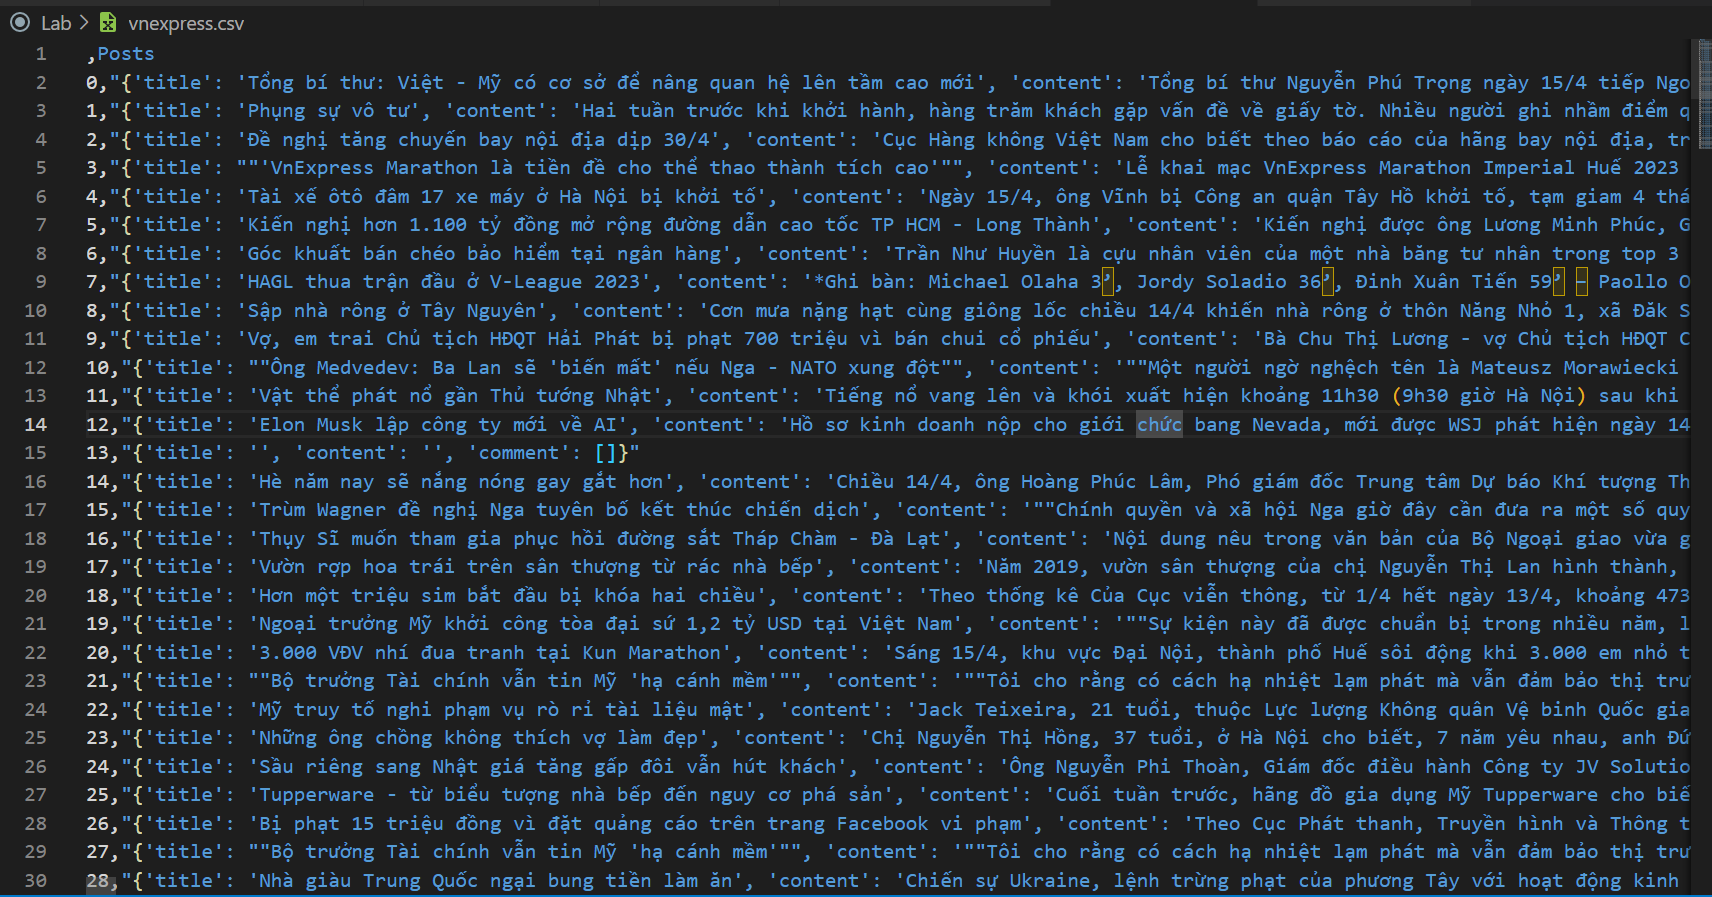 Lab > vnexpress.csv
1 ,Posts
2 0,"{'title': 'Tổng bí thư: Việt - Mỹ có cơ sở để nâng quan hệ lên tầm cao mới', 'content': 'Tổng bí thư Nguyễn Phú Trọng ngày 15/4 tiếp Ngo
3 1,"{'title': 'Phụng sự vô tư', 'content': 'Hai tuần trước khi khởi hành, hàng trăm khách gặp vấn đề về giấy tờ. Nhiều người ghi nhầm điểm q
4 2,"{'title': 'Đề nghị tăng chuyến bay nội địa dịp 30/4', 'content': 'Cục Hàng không Việt Nam cho biết theo báo cáo của hãng bay nội địa, tr
5 3,"{'title': ""'VnExpress Marathon là tiền đề cho thể thao thành tích cao'"", 'content': 'Lễ khai mạc VnExpress Marathon Imperial Huế 2023
6 4,"{'title': 'Tài xế ôtô đâm 17 xe máy ở Hà Nội bị khởi tố', 'content': 'Ngày 15/4, ông Vĩnh bị Công an quận Tây Hồ khởi tố, tạm giam 4 thá
7 5,"{'title': 'Kiến nghị hơn 1.100 tỷ đồng mở rộng đường dẫn cao tốc TP HCM - Long Thành', 'content': 'Kiến nghị được ông Lương Minh Phúc, G
8 6,"{'title': 'Góc khuất bán chéo bảo hiểm tại ngân hàng', 'content': 'Trần Như Huyền là cựu nhân viên của một nhà băng tư nhân trong top 3
9 7,"{'title': 'HAGL thua trận đầu ở V-League 2023', 'content': '*Ghi bàn: Michael Olaha 3’, Jordy Soladio 36’, Đinh Xuân Tiến 59’ – Paollo O
10 8,"{'title': 'Sập nhà rông ở Tây Nguyên', 'content': 'Cơn mưa nặng hạt cùng giông lốc chiều 14/4 khiến nhà rông ở thôn Năng Nhỏ 1, xã Đăk S
11 9,"{'title': 'Vợ, em trai Chủ tịch HĐQT Hải Phát bị phạt 700 triệu vì bán chui cổ phiếu', 'content': 'Bà Chu Thị Lương - vợ Chủ tịch HĐQT C
12 10,"{'title': ""Ông Medvedev: Ba Lan sẽ 'biến mất' nếu Nga - NATO xung đột"", 'content': '""Một người ngờ nghệch tên là Mateusz Morawiecki
13 11,"{'title': 'Vật thể phát nổ gần Thủ tướng Nhật', 'content': 'Tiếng nổ vang lên và khói xuất hiện khoảng 11h30 (9h30 giờ Hà Nội) sau khi
14 12,"{'title': 'Elon Musk lập công ty mới về AI', 'content': 'Hồ sơ kinh doanh nộp cho giới chức bang Nevada, mới được WSJ phát hiện ngày 14
15 13,"{'title': '', 'content': '', 'comment': []}"
16 14,"{'title': 'Hè năm nay sẽ nắng nóng gay gắt hơn', 'content': 'Chiều 14/4, ông Hoàng Phúc Lâm, Phó giám đốc Trung tâm Dự báo Khí tượng Th
17 15,"{'title': 'Trùm Wagner đề nghị Nga tuyên bố kết thúc chiến dịch', 'content': '""Chính quyền và xã hội Nga giờ đây cần đưa ra một số quy
18 16,"{'title': 'Thụy Sĩ muốn tham gia phục hồi đường sắt Tháp Chàm - Đà Lạt', 'content': 'Nội dung nêu trong văn bản của Bộ Ngoại giao vừa g
19 17,"{'title': 'Vườn rợp hoa trái trên sân thượng từ rác nhà bếp', 'content': 'Năm 2019, vườn sân thượng của chị Nguyễn Thị Lan hình thành,
20 18,"{'title': 'Hơn một triệu sim bắt đầu bị khóa hai chiều', 'content': 'Theo thống kê Của Cục viễn thông, từ 1/4 hết ngày 13/4, khoảng 473
21 19,"{'title': 'Ngoại trưởng Mỹ khởi công tòa đại sứ 1,2 tỷ USD tại Việt Nam', 'content': '""Sự kiện này đã được chuẩn bị trong nhiều năm, l
22 20,"{'title': '3.000 VĐV nhí đua tranh tại Kun Marathon', 'content': 'Sáng 15/4, khu vực Đại Nội, thành phố Huế sôi động khi 3.000 em nhỏ t
23 21,"{'title': ""Bộ trưởng Tài chính vẫn tin Mỹ 'hạ cánh mềm'"", 'content': '""Tôi cho rằng có cách hạ nhiệt lạm phát mà vẫn đảm bảo thị trư
24 22,"{'title': 'Mỹ truy tố nghi phạm vụ rò rỉ tài liệu mật', 'content': 'Jack Teixeira, 21 tuổi, thuộc Lực lượng Không quân Vệ binh Quốc gia
25 23,"{'title': 'Những ông chồng không thích vợ làm đẹp', 'content': 'Chị Nguyễn Thị Hồng, 37 tuổi, ở Hà Nội cho biết, 7 năm yêu nhau, anh Đứ
26 24,"{'title': 'Sầu riêng sang Nhật giá tăng gấp đôi vẫn hút khách', 'content': 'Ông Nguyễn Phi Thoàn, Giám đốc điều hành Công ty JV Solutio
27 25,"{'title': 'Tupperware - từ biểu tượng nhà bếp đến nguy cơ phá sản', 'content': 'Cuối tuần trước, hãng đồ gia dụng Mỹ Tupperware cho biế
28 26,"{'title': 'Bị phạt 15 triệu đồng vì đặt quảng cáo trên trang Facebook vi phạm', 'content': 'Theo Cục Phát thanh, Truyền hình và Thông t
29 27,"{'title': ""Bộ trưởng Tài chính vẫn tin Mỹ 'hạ cánh mềm'"", 'content': '""Tôi cho rằng có cách hạ nhiệt lạm phát mà vẫn đảm bảo thị trư
30 28,"{'title': 'Nhà giàu Trung Quốc ngại bung tiền làm ăn', 'content': 'Chiến sự Ukraine, lệnh trừng phạt của phương Tây với hoạt động kinh